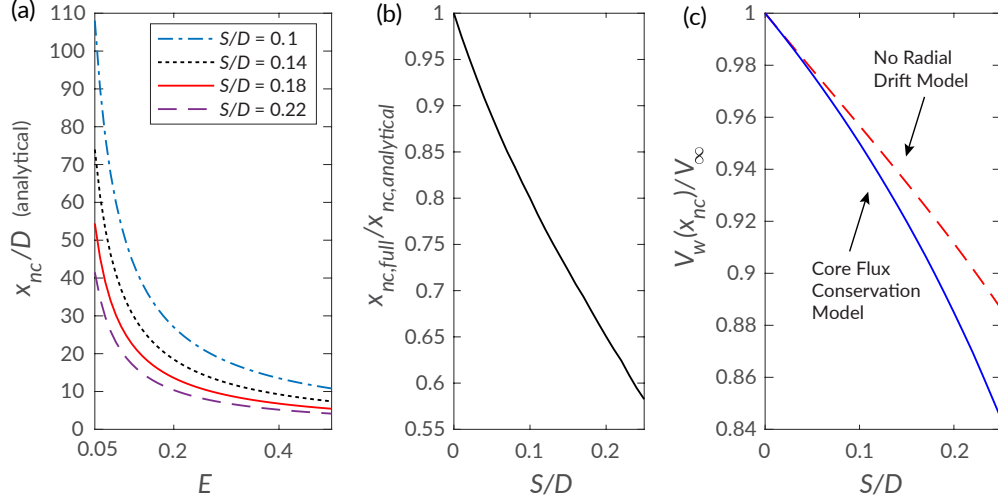 (a)
110
100
90
80
70
60
50
40
30
20
10
0
x_nc/D (analytical)
S/D = 0.1
S/D = 0.14
S/D = 0.18
S/D = 0.22
0.05
0.2
0.4
E
(b)
1
0.95
0.9
0.85
0.8
0.75
0.7
0.65
0.6
0.55
x_nc,full/x_nc,analytical
0
0.1
0.2
S/D
(c)
1
0.98
0.96
0.94
0.92
0.9
0.88
0.86
0.84
V_w(x_nc)/V_∞
No Radial
Drift Model
Core Flux
Conservation
Model
0
0.1
0.2
S/D